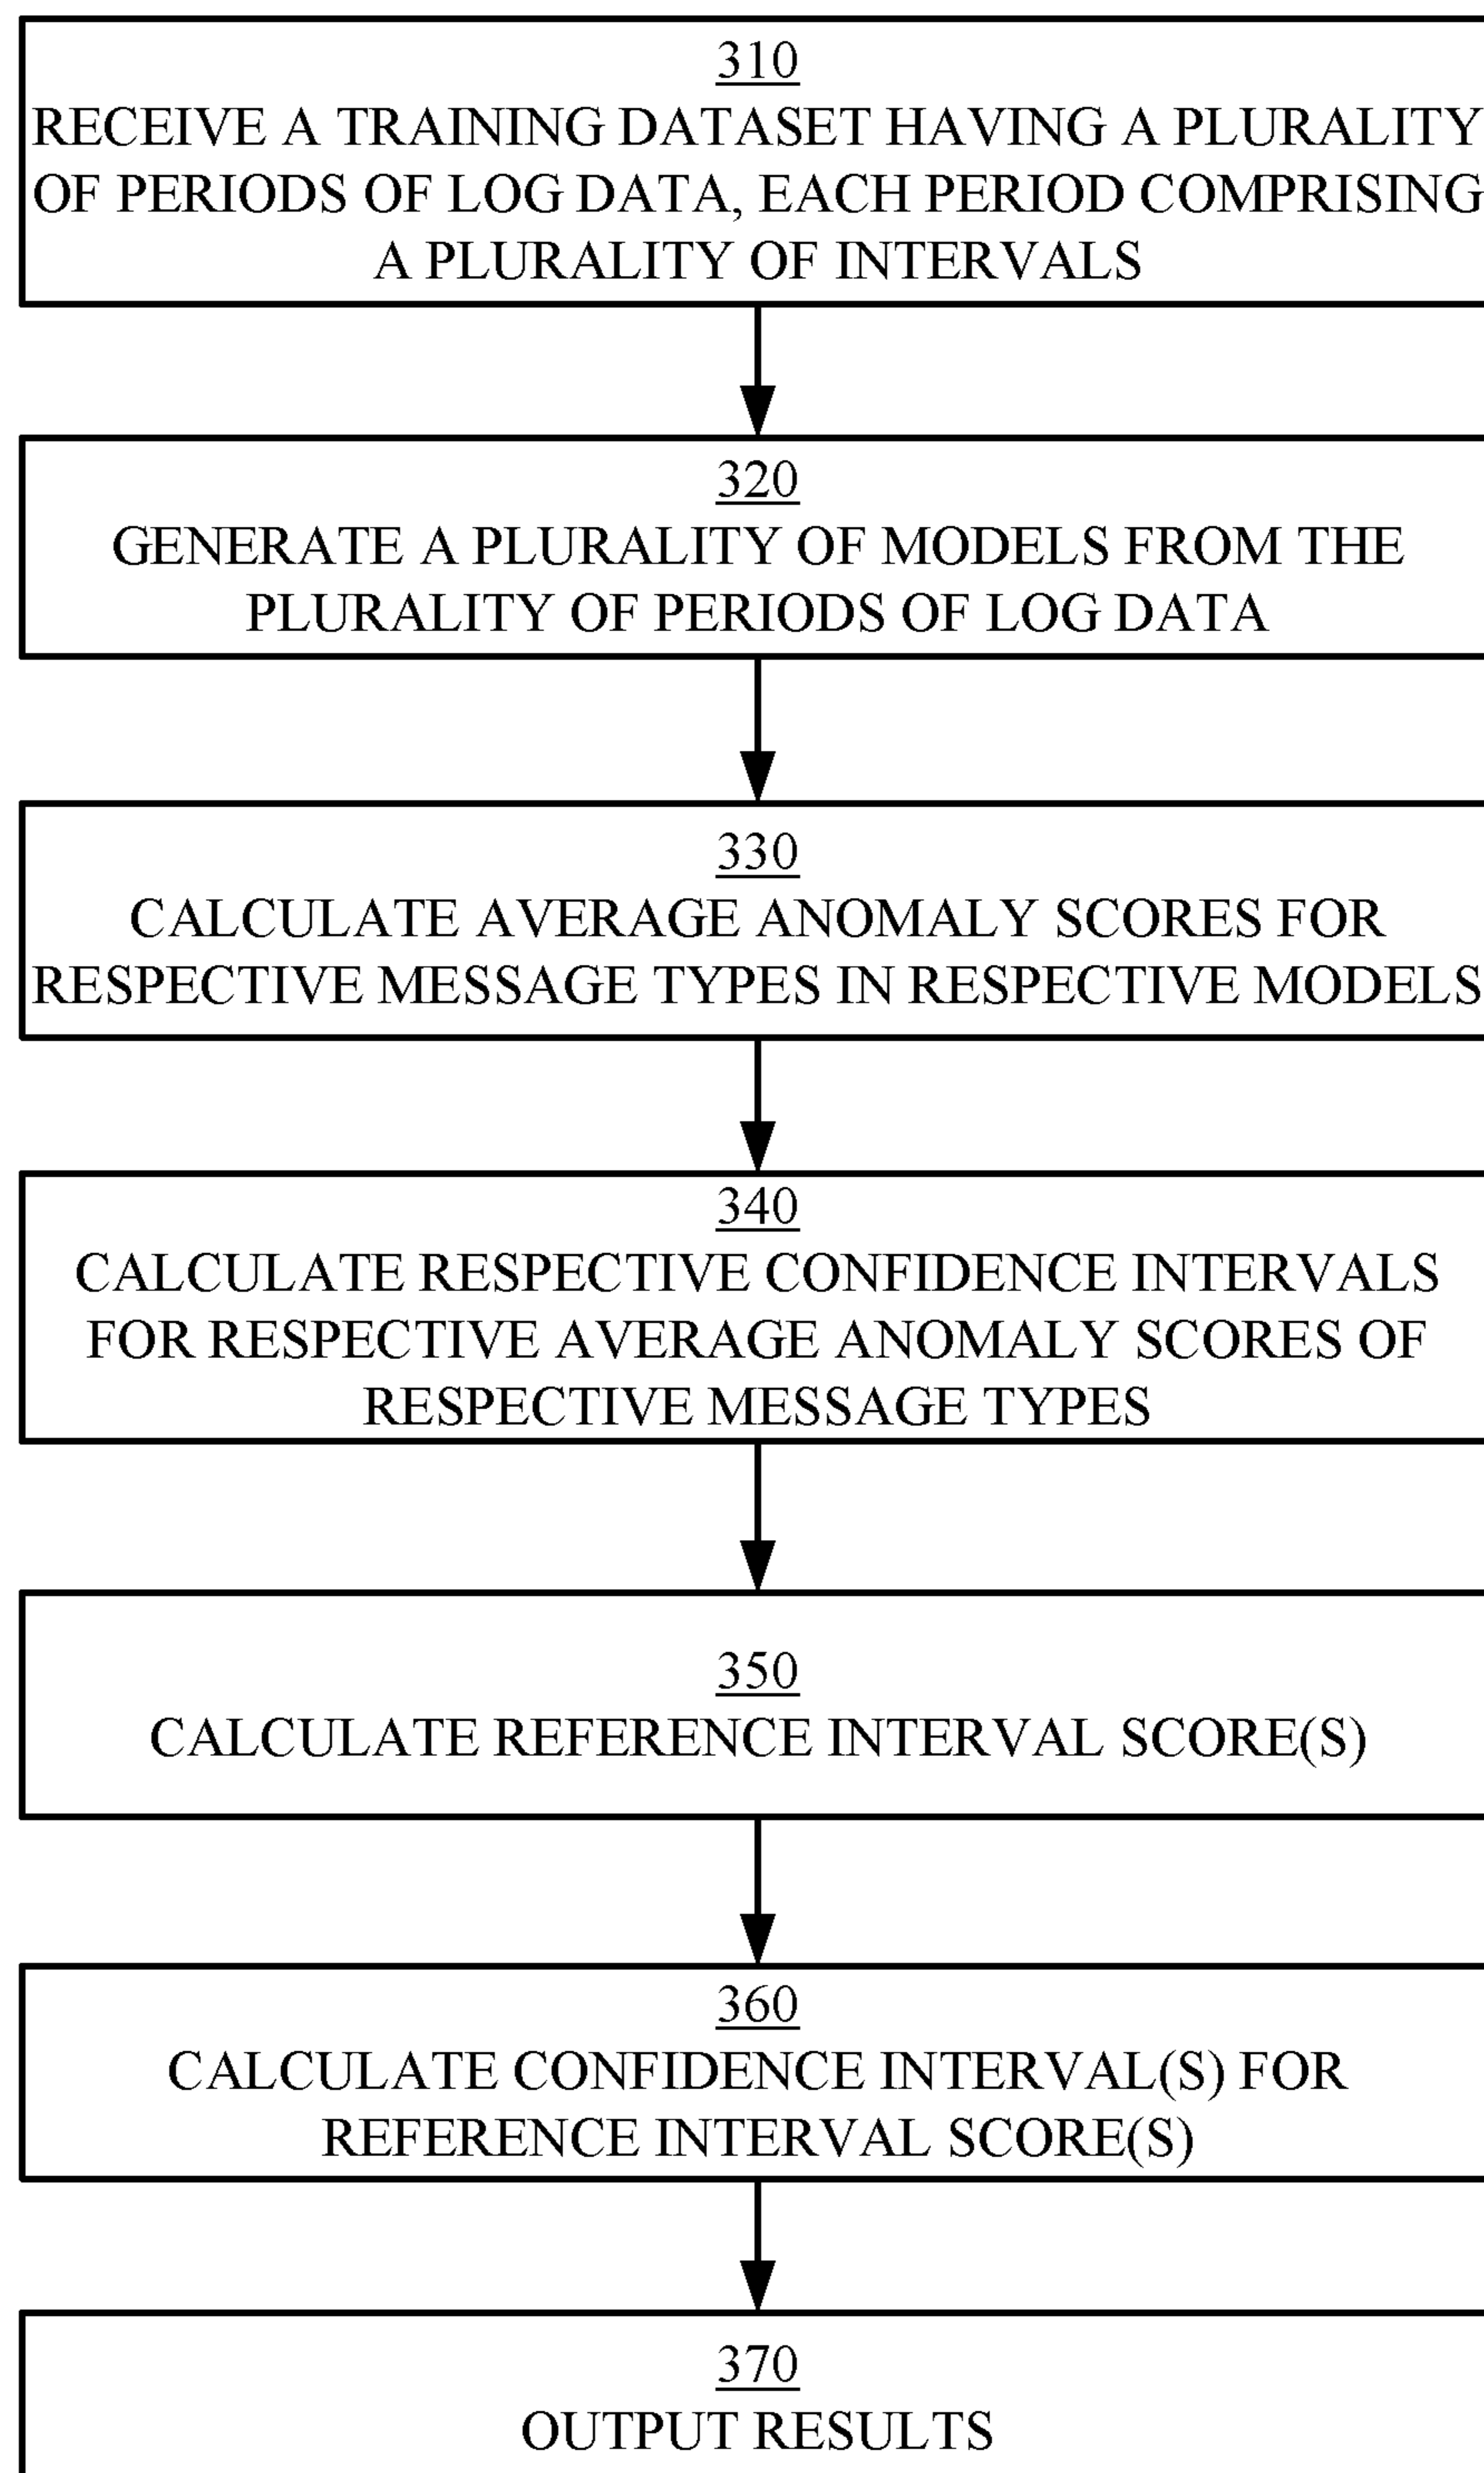 310
RECEIVE A TRAINING DATASET HAVING A PLURALITY
OF PERIODS OF LOG DATA, EACH PERIOD COMPRISING
A PLURALITY OF INTERVALS
320
GENERATE A PLURALITY OF MODELS FROM THE
PLURALITY OF PERIODS OF LOG DATA
330
CALCULATE AVERAGE ANOMALY SCORES FOR
RESPECTIVE MESSAGE TYPES IN RESPECTIVE MODELS
340
CALCULATE RESPECTIVE CONFIDENCE INTERVALS
FOR RESPECTIVE AVERAGE ANOMALY SCORES OF
RESPECTIVE MESSAGE TYPES
350
CALCULATE REFERENCE INTERVAL SCORE(S)
360
CALCULATE CONFIDENCE INTERVAL(S) FOR
REFERENCE INTERVAL SCORE(S)
370
OUTPUT RESULTS